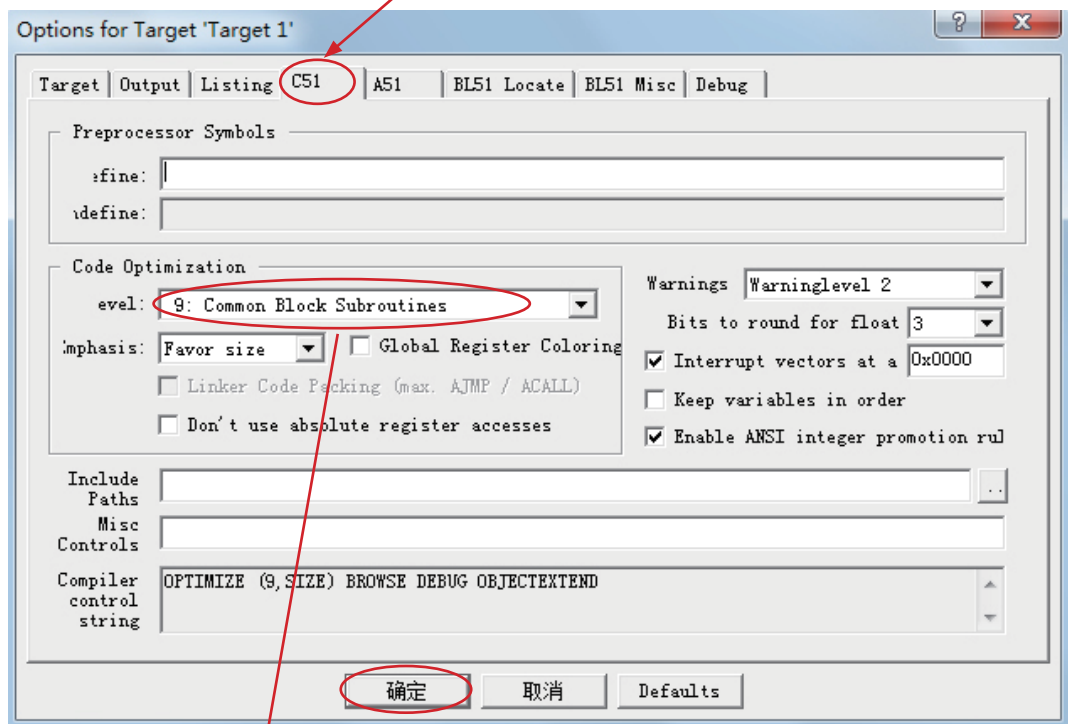 Options for Target 'Target 1'
Target Output Listing C51 A51 BL51 Locate BL51 Misc Debug
Preprocessor Symbols
efine:
define:
Code Optimization
evel: 9: Common Block Subroutines
Warnings Warninglevel 2
Bits to round for float 3
mphasis: Favor size Global Register Coloring
Interrupt vectors at a 0x0000
Linker Code Packing (max. AJMP / ACALL)
Keep variables in order
Don't use absolute register accesses
Enable ANSI integer promotion rul
Include
Paths
..
Misc
Controls
Compiler
control
string
OPTIMIZE (9,SIZE) BROWSE DEBUG OBJECTEXTEND
确定 取消 Defaults